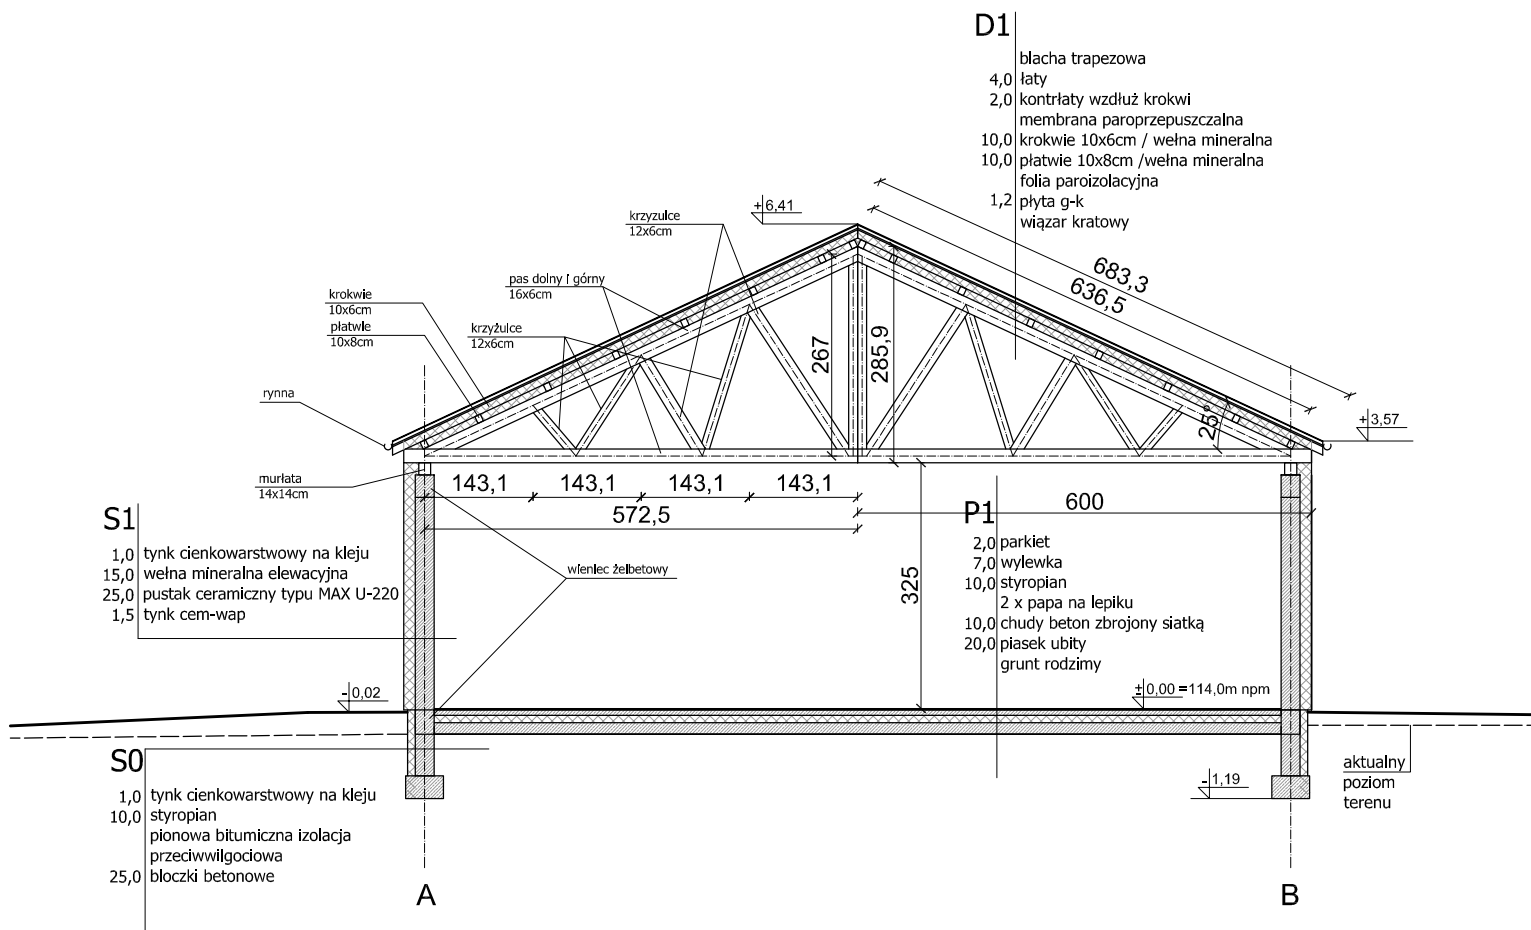 D1
blacha trapezowa
4,0 łaty
2,0 kontrłaty wzdłuż krokwi
membrana paroprzepuszczalna
10,0 krokwie 10x6cm / wełna mineralna
10,0 płatwie 10x8cm /wełna mineralna
folia paroizolacyjna
1,2 płyta g-k
wiązar kratowy
+6,41
krzyzulce
12x6cm
pas dolny i górny
16x6cm
krokwie
10x6cm
płatwie
10x8cm
krzyżulce
12x6cm
rynna
murłata
14x14cm
683,3
636,5
267
285,9
25°
+3,57
143,1 143,1 143,1 143,1
572,5
600
325
wieniec żelbetowy
S1
1,0 tynk cienkowarstwowy na kleju
15,0 wełna mineralna elewacyjna
25,0 pustak ceramiczny typu MAX U-220
1,5 tynk cem-wap
P1
2,0 parkiet
7,0 wylewka
10,0 styropian
2 x papa na lepiku
10,0 chudy beton zbrojony siatką
20,0 piasek ubity
grunt rodzimy
-0,02
±0,00 =114,0m npm
S0
1,0 tynk cienkowarstwowy na kleju
10,0 styropian
pionowa bitumiczna izolacja
przeciwwilgociowa
25,0 bloczki betonowe
-1,19
aktualny
poziom
terenu
A
B